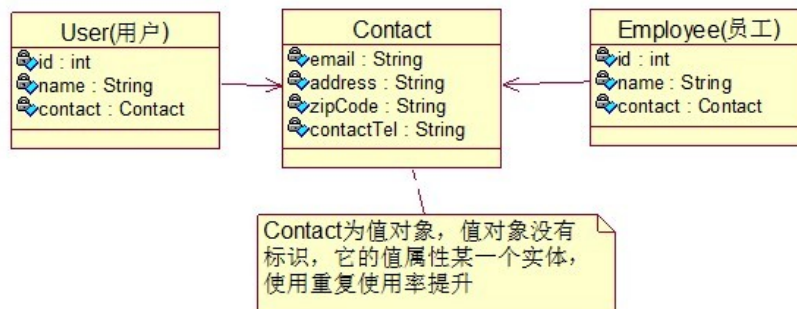 User(用户)
id : int
name : String
contact : Contact
Contact
email : String
address : String
zipCode : String
contactTel : String
Employee(员工)
id : int
name : String
contact : Contact
Contact为值对象，值对象没有
标识，它的值属性某一个实体，
使用重复使用率提升